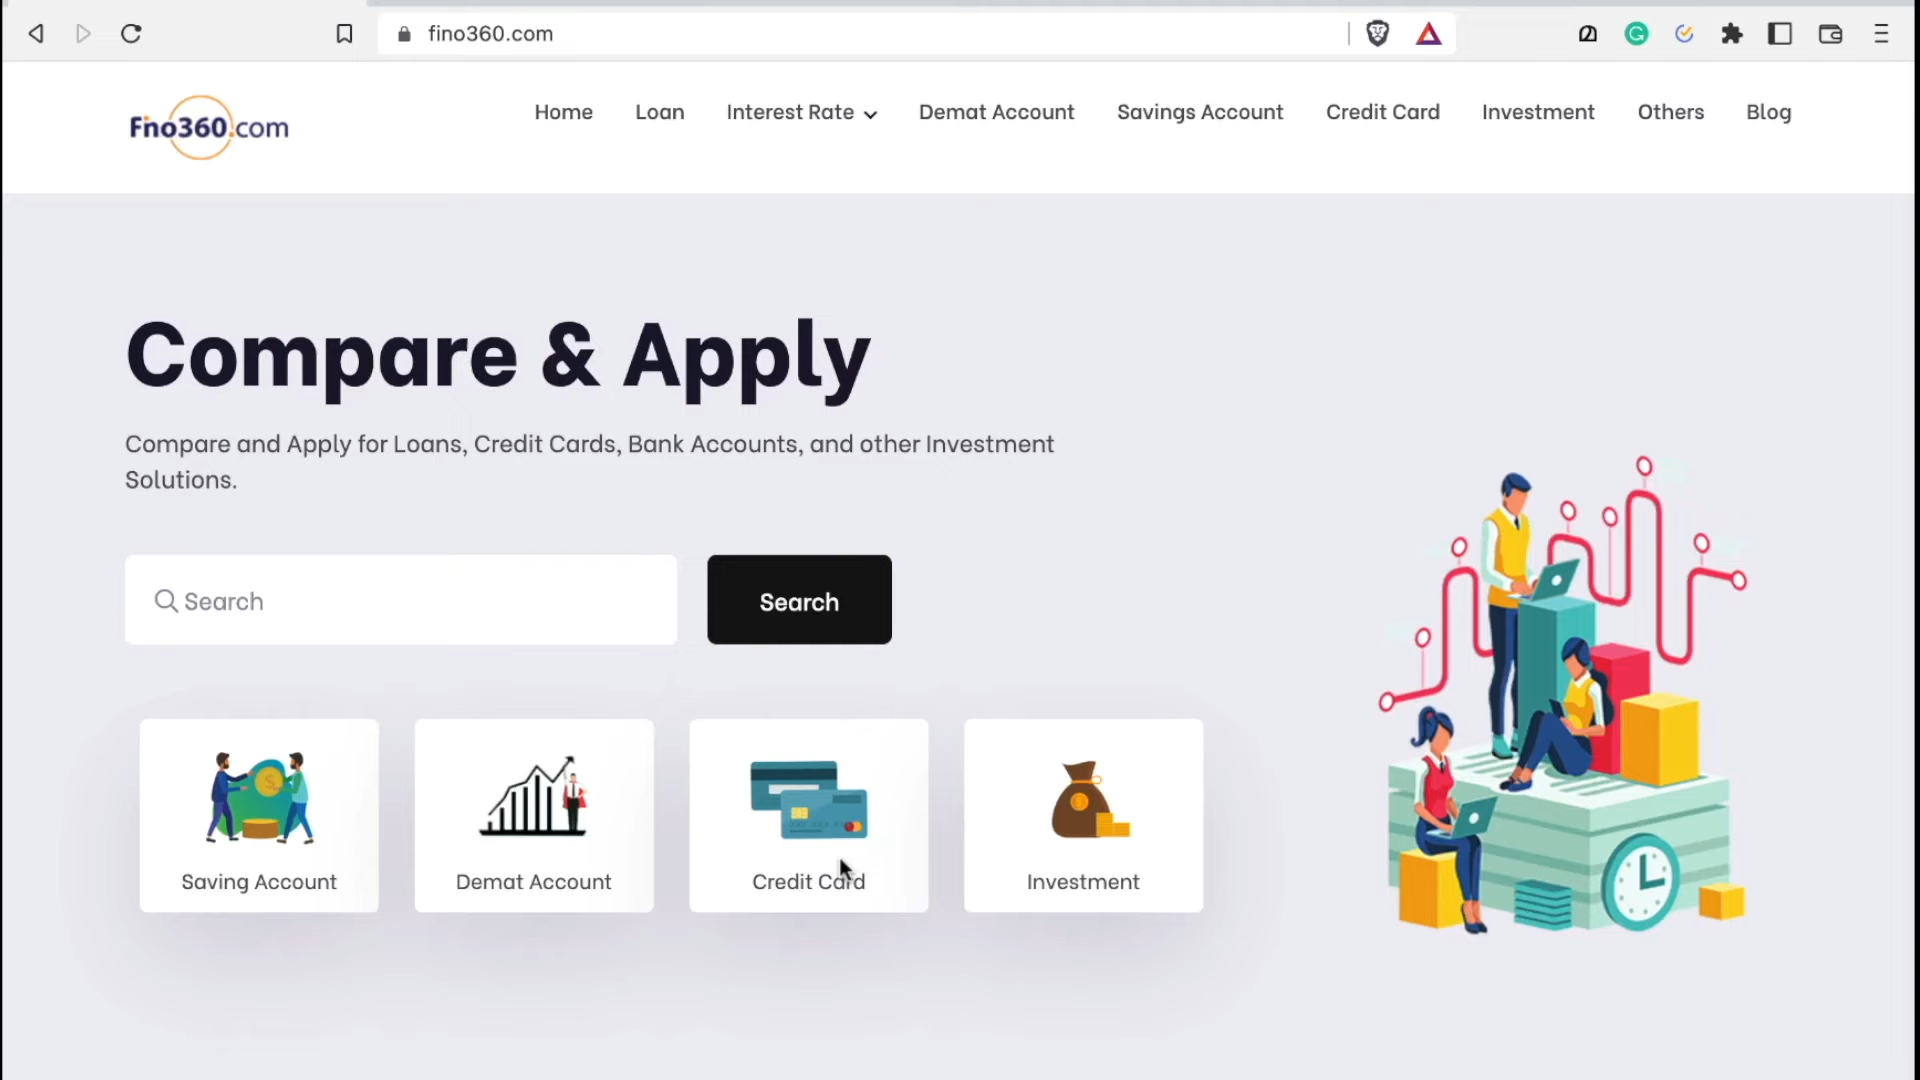 fino360.com
Fino360.com
Home
Loan
Interest Rate
Demat Account
Savings Account
Credit Card
Investment
Others
Blog
Compare & Apply
Compare and Apply for Loans, Credit Cards, Bank Accounts, and other Investment
Solutions.
Search
Search
Saving Account
Demat Account
Credit Card
Investment